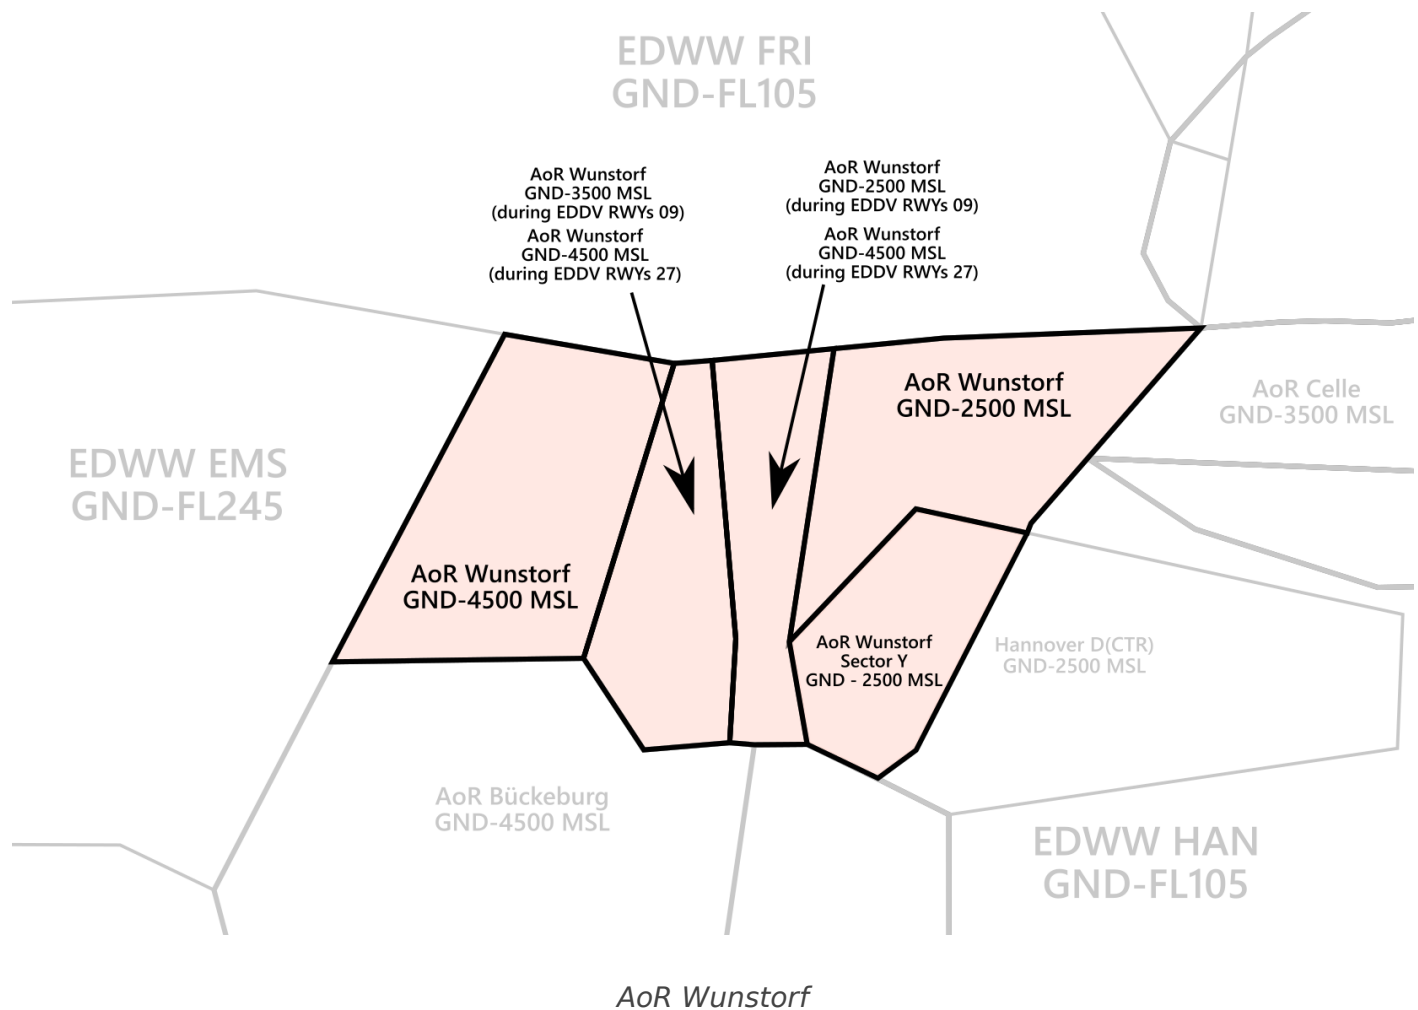 EDWW FRI
GND-FL105
AoR Wunstorf
GND-3500 MSL
(during EDDV RWYs 09)
AoR Wunstorf
GND-4500 MSL
(during EDDV RWYs 27)
AoR Wunstorf
GND-2500 MSL
(during EDDV RWYs 09)
AoR Wunstorf
GND-4500 MSL
(during EDDV RWYs 27)
AoR Wunstorf
GND-2500 MSL
AoR Celle
GND-3500 MSL
EDWW EMS
GND-FL245
AoR Wunstorf
GND-4500 MSL
AoR Wunstorf
Sector Y
GND - 2500 MSL
Hannover D(CTR)
GND-2500 MSL
AoR Bückeburg
GND-4500 MSL
EDWW HAN
GND-FL105
AoR Wunstorf